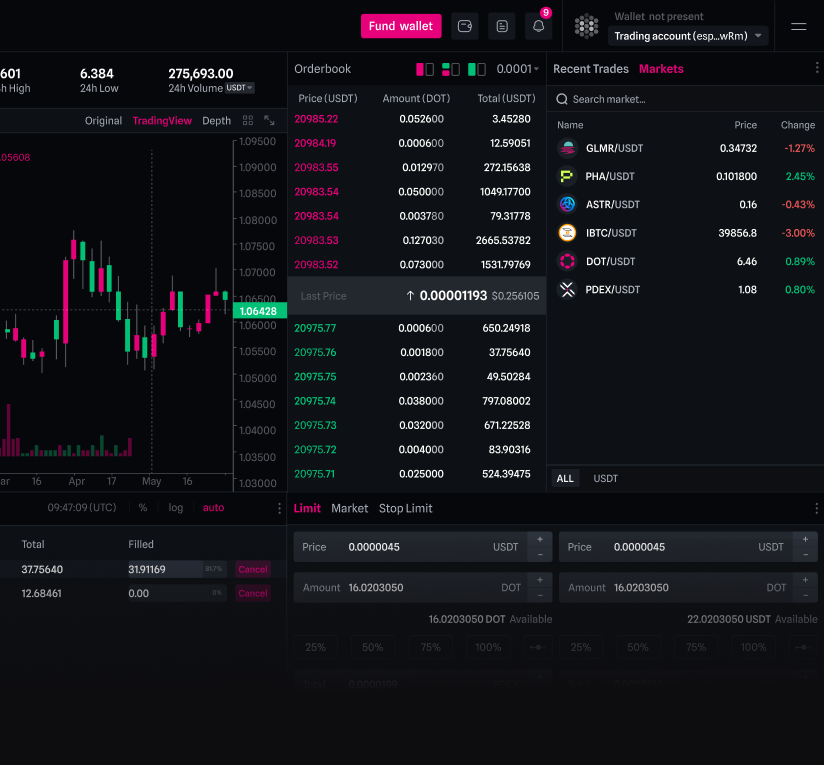 Fund wallet
9
Wallet not present
Trading account (esp...wRm)
601
6.384
275,693.00
h High
24h Low
24h Volume USDT
Original TradingView Depth
.05608
1.09500
1.09000
1.08500
1.08000
1.07500
1.07000
1.06500
1.06428
1.06000
1.05500
1.05000
1.04500
1.04000
1.03500
1.03000
ar 16 Apr 17 May 16
09:47:09 (UTC) % log auto
Total Filled
37.75640 31.91169 81.7% Cancel
12.68461 0.00 0% Cancel
Orderbook 0.0001
Price (USDT) Amount (DOT) Total (USDT)
20985.22 0.052600 3.45280
20984.19 0.000600 12.59051
20983.55 0.012970 272.15638
20983.54 0.050000 1049.17700
20983.54 0.003780 79.31778
20983.53 0.127030 2665.53782
20983.52 0.073000 1531.79769
Last Price ↑ 0.00001193 $0.256105
20975.77 0.000600 650.24918
20975.76 0.001800 37.75640
20975.75 0.002360 49.50284
20975.74 0.038000 797.08002
20975.73 0.032000 671.22528
20975.72 0.004000 83.90316
20975.71 0.025000 524.39475
Recent Trades Markets
Search market...
Name Price Change
GLMR/USDT 0.34732 -1.27%
PHA/USDT 0.101800 2.45%
ASTR/USDT 0.16 -0.43%
IBTC/USDT 39856.8 -3.00%
DOT/USDT 6.46 0.89%
PDEX/USDT 1.08 0.80%
ALL USDT
Limit Market Stop Limit
Price 0.0000045 USDT + -
Price 0.0000045 USDT + -
Amount 16.0203050 DOT + -
Amount 16.0203050 DOT + -
16.0203050 DOT Available
22.0203050 USDT Available
25% 50% 75% 100%
25% 50% 75% 100%
Total 0.0000199